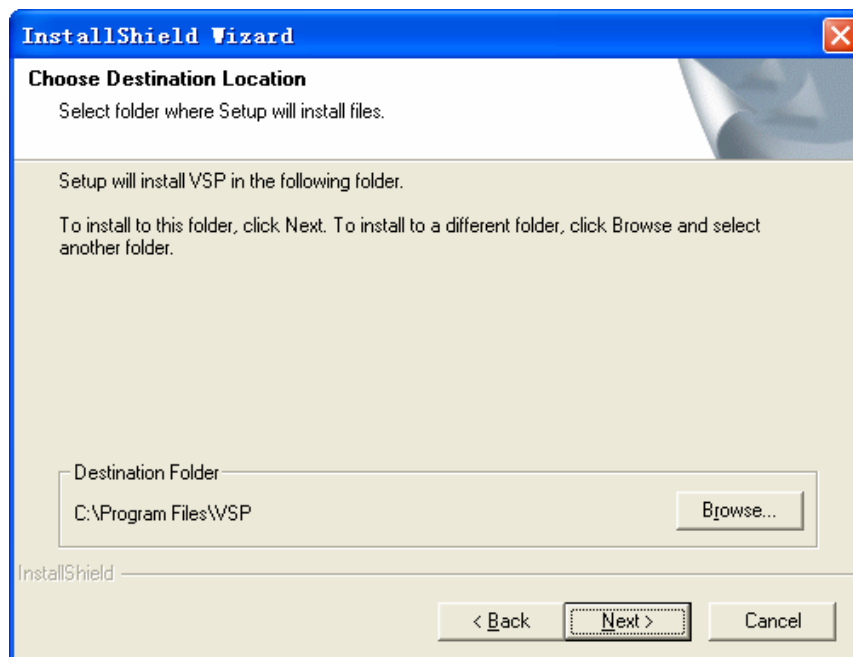 InstallShield Wizard
Choose Destination Location
Select folder where Setup will install files.
Setup will install VSP in the following folder.
To install to this folder, click Next. To install to a different folder, click Browse and select
another folder.
Destination Folder
C:\Program Files\VSP
Browse...
InstallShield
< Back
Next >
Cancel